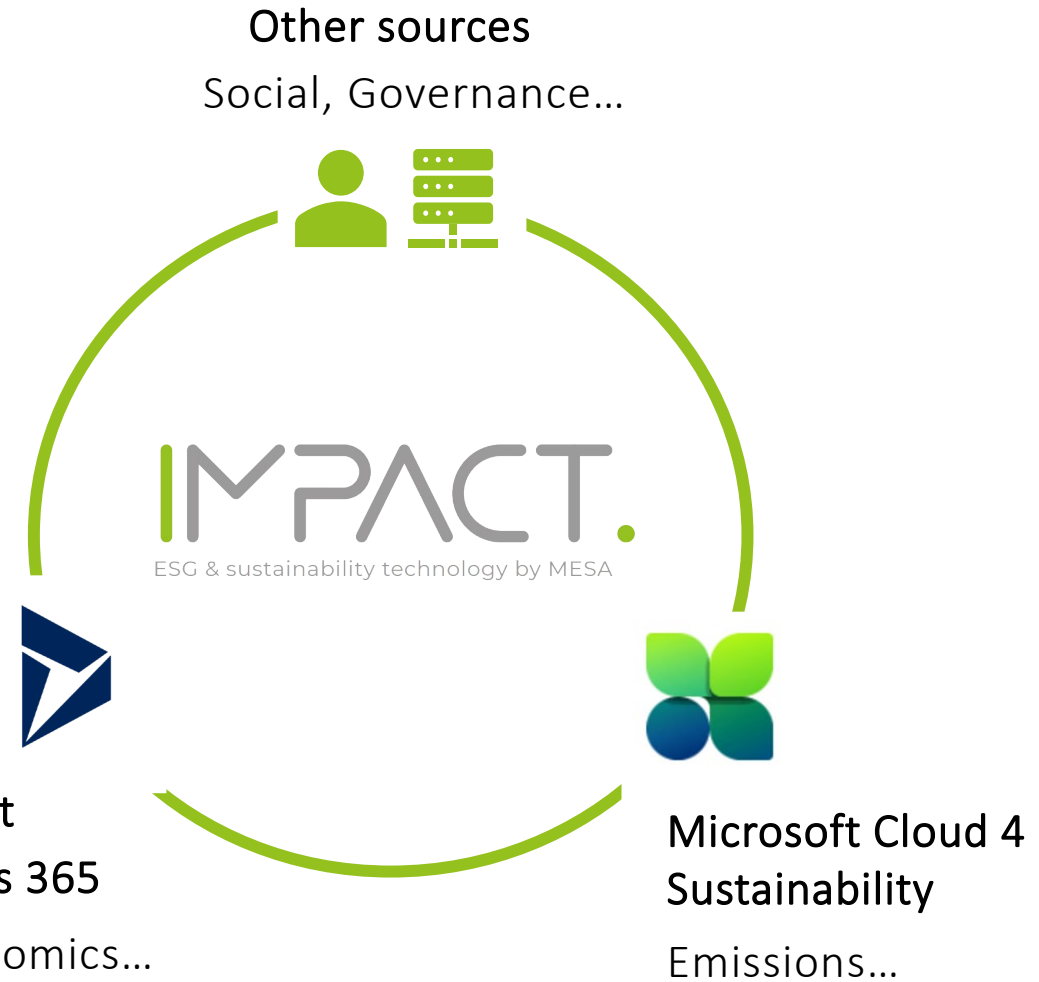 Other sources
Social, Governance…
IMPACT.
ESG & sustainability technology by MESA
t
s 365
omics…
Microsoft Cloud 4
Sustainability
Emissions…